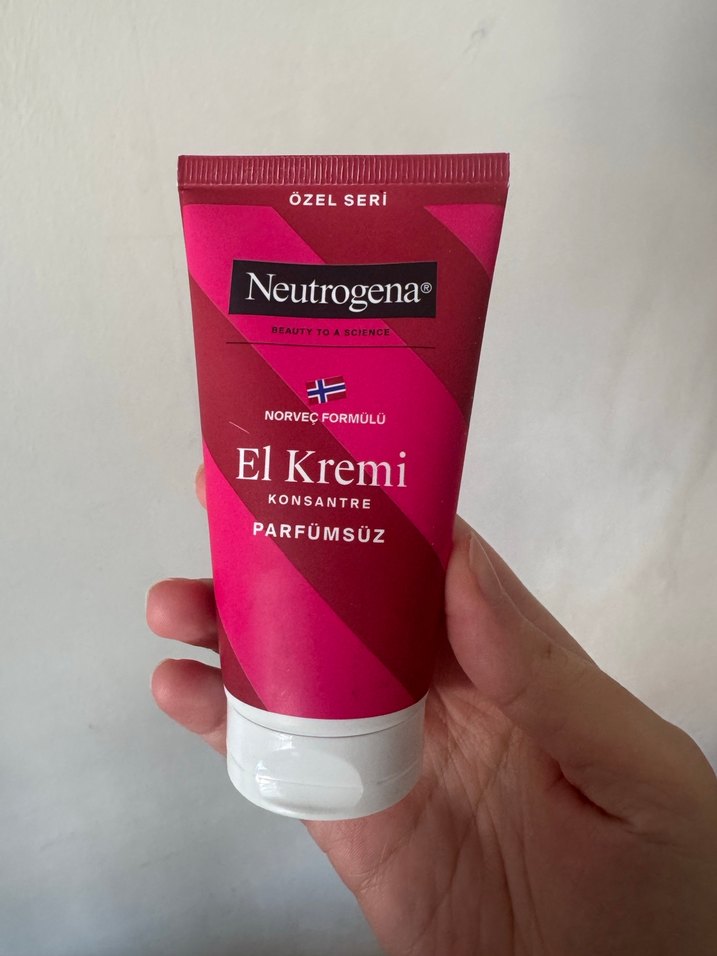 ÖZEL SERİ
Neutrogena®
BEAUTY TO A SCIENCE
NORVEÇ FORMÜLÜ
El Kremi
KONSANTRE
PARFÜMSÜZ